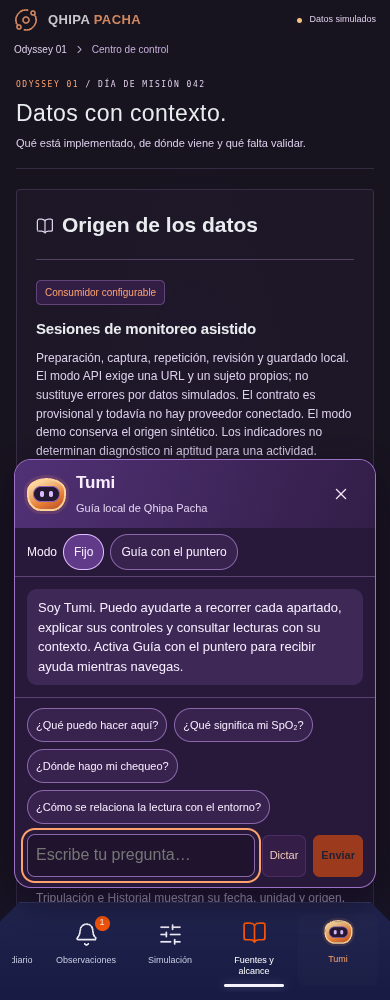 QHIPA PACHA
Datos simulados
Odyssey 01 > Centro de control
ODYSSEY 01 / DÍA DE MISIÓN 042
Datos con contexto.
Qué está implementado, de dónde viene y qué falta validar.
Origen de los datos
Consumidor configurable
Sesiones de monitoreo asistido
Preparación, captura, repetición, revisión y guardado local.
El modo API exige una URL y un sujeto propios; no
sustituye errores por datos simulados. El contrato es
provisional y todavía no hay proveedor conectado. El modo
demo conserva el origen sintético. Los indicadores no
determinan diagnóstico ni aptitud para una actividad.
Tumi
Guía local de Qhipa Pacha
Modo Fijo Guía con el puntero
Soy Tumi. Puedo ayudarte a recorrer cada apartado,
explicar sus controles y consultar lecturas con su
contexto. Activa Guía con el puntero para recibir
ayuda mientras navegas.
¿Qué puedo hacer aquí? ¿Qué significa mi SpO₂?
¿Dónde hago mi chequeo?
¿Cómo se relaciona la lectura con el entorno?
Escribe tu pregunta… Dictar Enviar
Tripulación e Historial muestran su fecha, unidad y origen.
1
diario Observaciones Simulación Fuentes y
alcance
Tumi